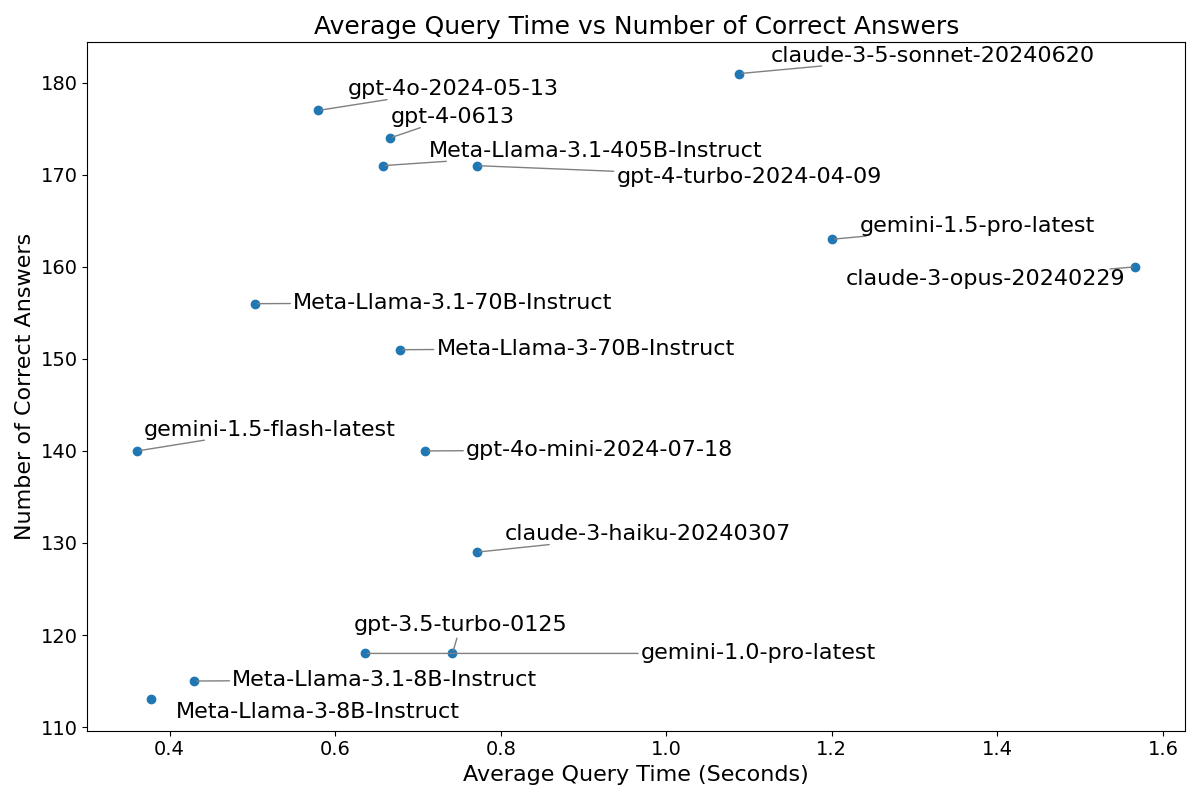 Average Query Time vs Number of Correct Answers
claude-3-5-sonnet-20240620
180
gpt-4o-2024-05-13
gpt-4-0613
Meta-Llama-3.1-405B-Instruct
170
gpt-4-turbo-2024-04-09
gemini-1.5-pro-latest
160
claude-3-opus-20240229
Meta-Llama-3.1-70B-Instruct
150
Meta-Llama-3-70B-Instruct
gemini-1.5-flash-latest
140
gpt-4o-mini-2024-07-18
Number of Correct Answers
130
claude-3-haiku-20240307
120
gpt-3.5-turbo-0125
gemini-1.0-pro-latest
Meta-Llama-3.1-8B-Instruct
Meta-Llama-3-8B-Instruct
110
0.4 0.6 0.8 1.0 1.2 1.4 1.6
Average Query Time (Seconds)